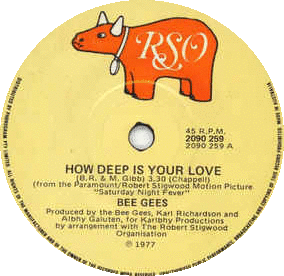 RSO
45 R.P.M.
2090 259
2090 259 A
HOW DEEP IS YOUR LOVE
(B.R. & M. Gibb) 3.30 (Chappell)
(from the Paramount/Robert Stigwood Motion Picture
"Saturday Night Fever"
BEE GEES
Produced by the Bee Gees, Karl Richardson and
Albhy Galuten, for Karlbhy Productions
by arrangement with The Robert Stigwood
Organisation
℗ 1977